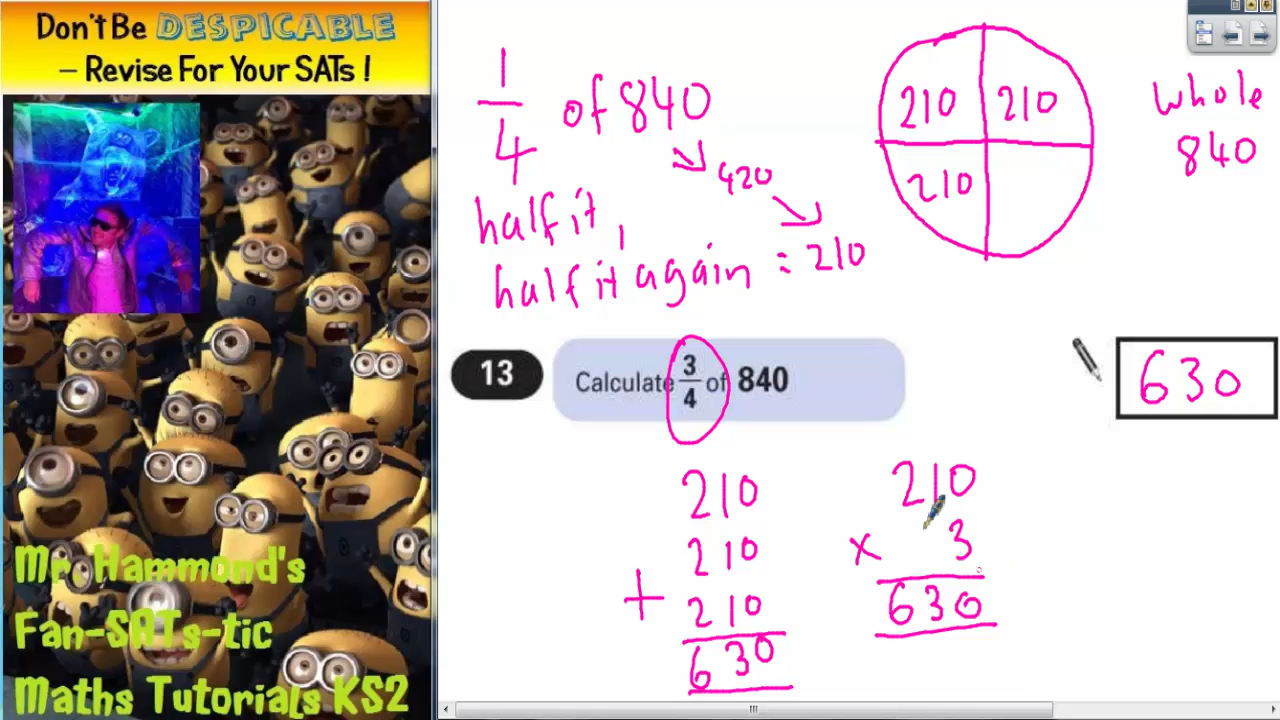 Don't Be DESPICABLE
– Revise For Your SATs !
Mr. Hammond's
Fan-SATs-tic
Maths Tutorials KS2
1
4
of 840
420
half it,
half it again = 210
210 210
210
whole
840
13
Calculate 3/4 of 840
630
210
210
+ 210
630
210
x 3
630